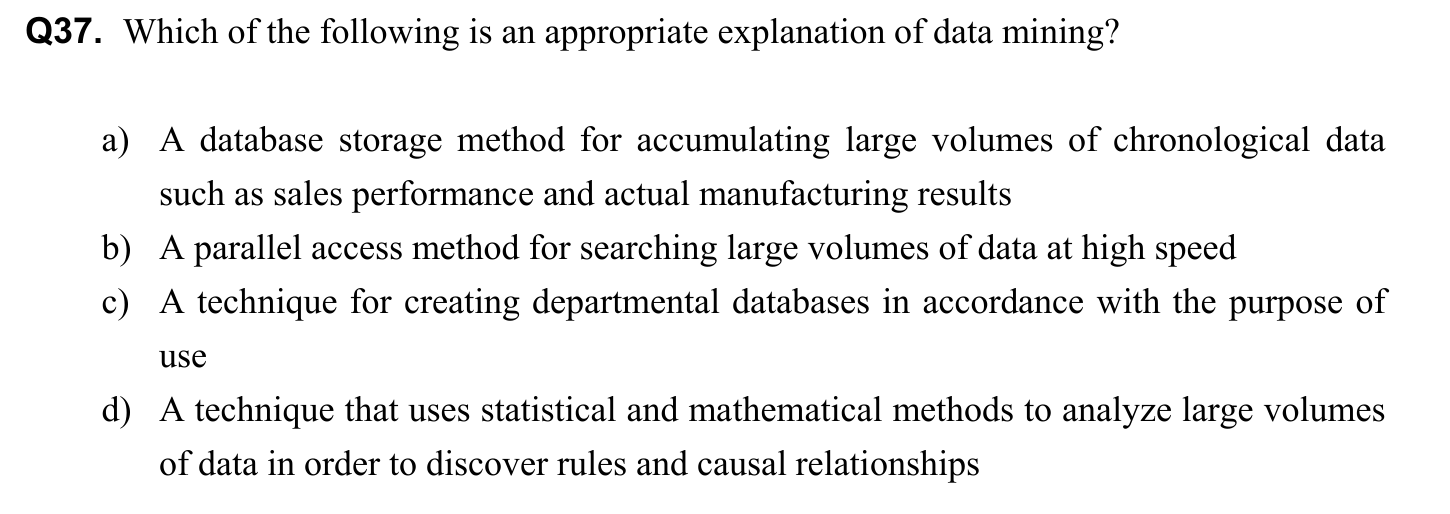 Q37. Which of the following is an appropriate explanation of data mining?
a) A database storage method for accumulating large volumes of chronological data
such as sales performance and actual manufacturing results
b) A parallel access method for searching large volumes of data at high speed
c) A technique for creating departmental databases in accordance with the purpose of
use
d) A technique that uses statistical and mathematical methods to analyze large volumes
of data in order to discover rules and causal relationships